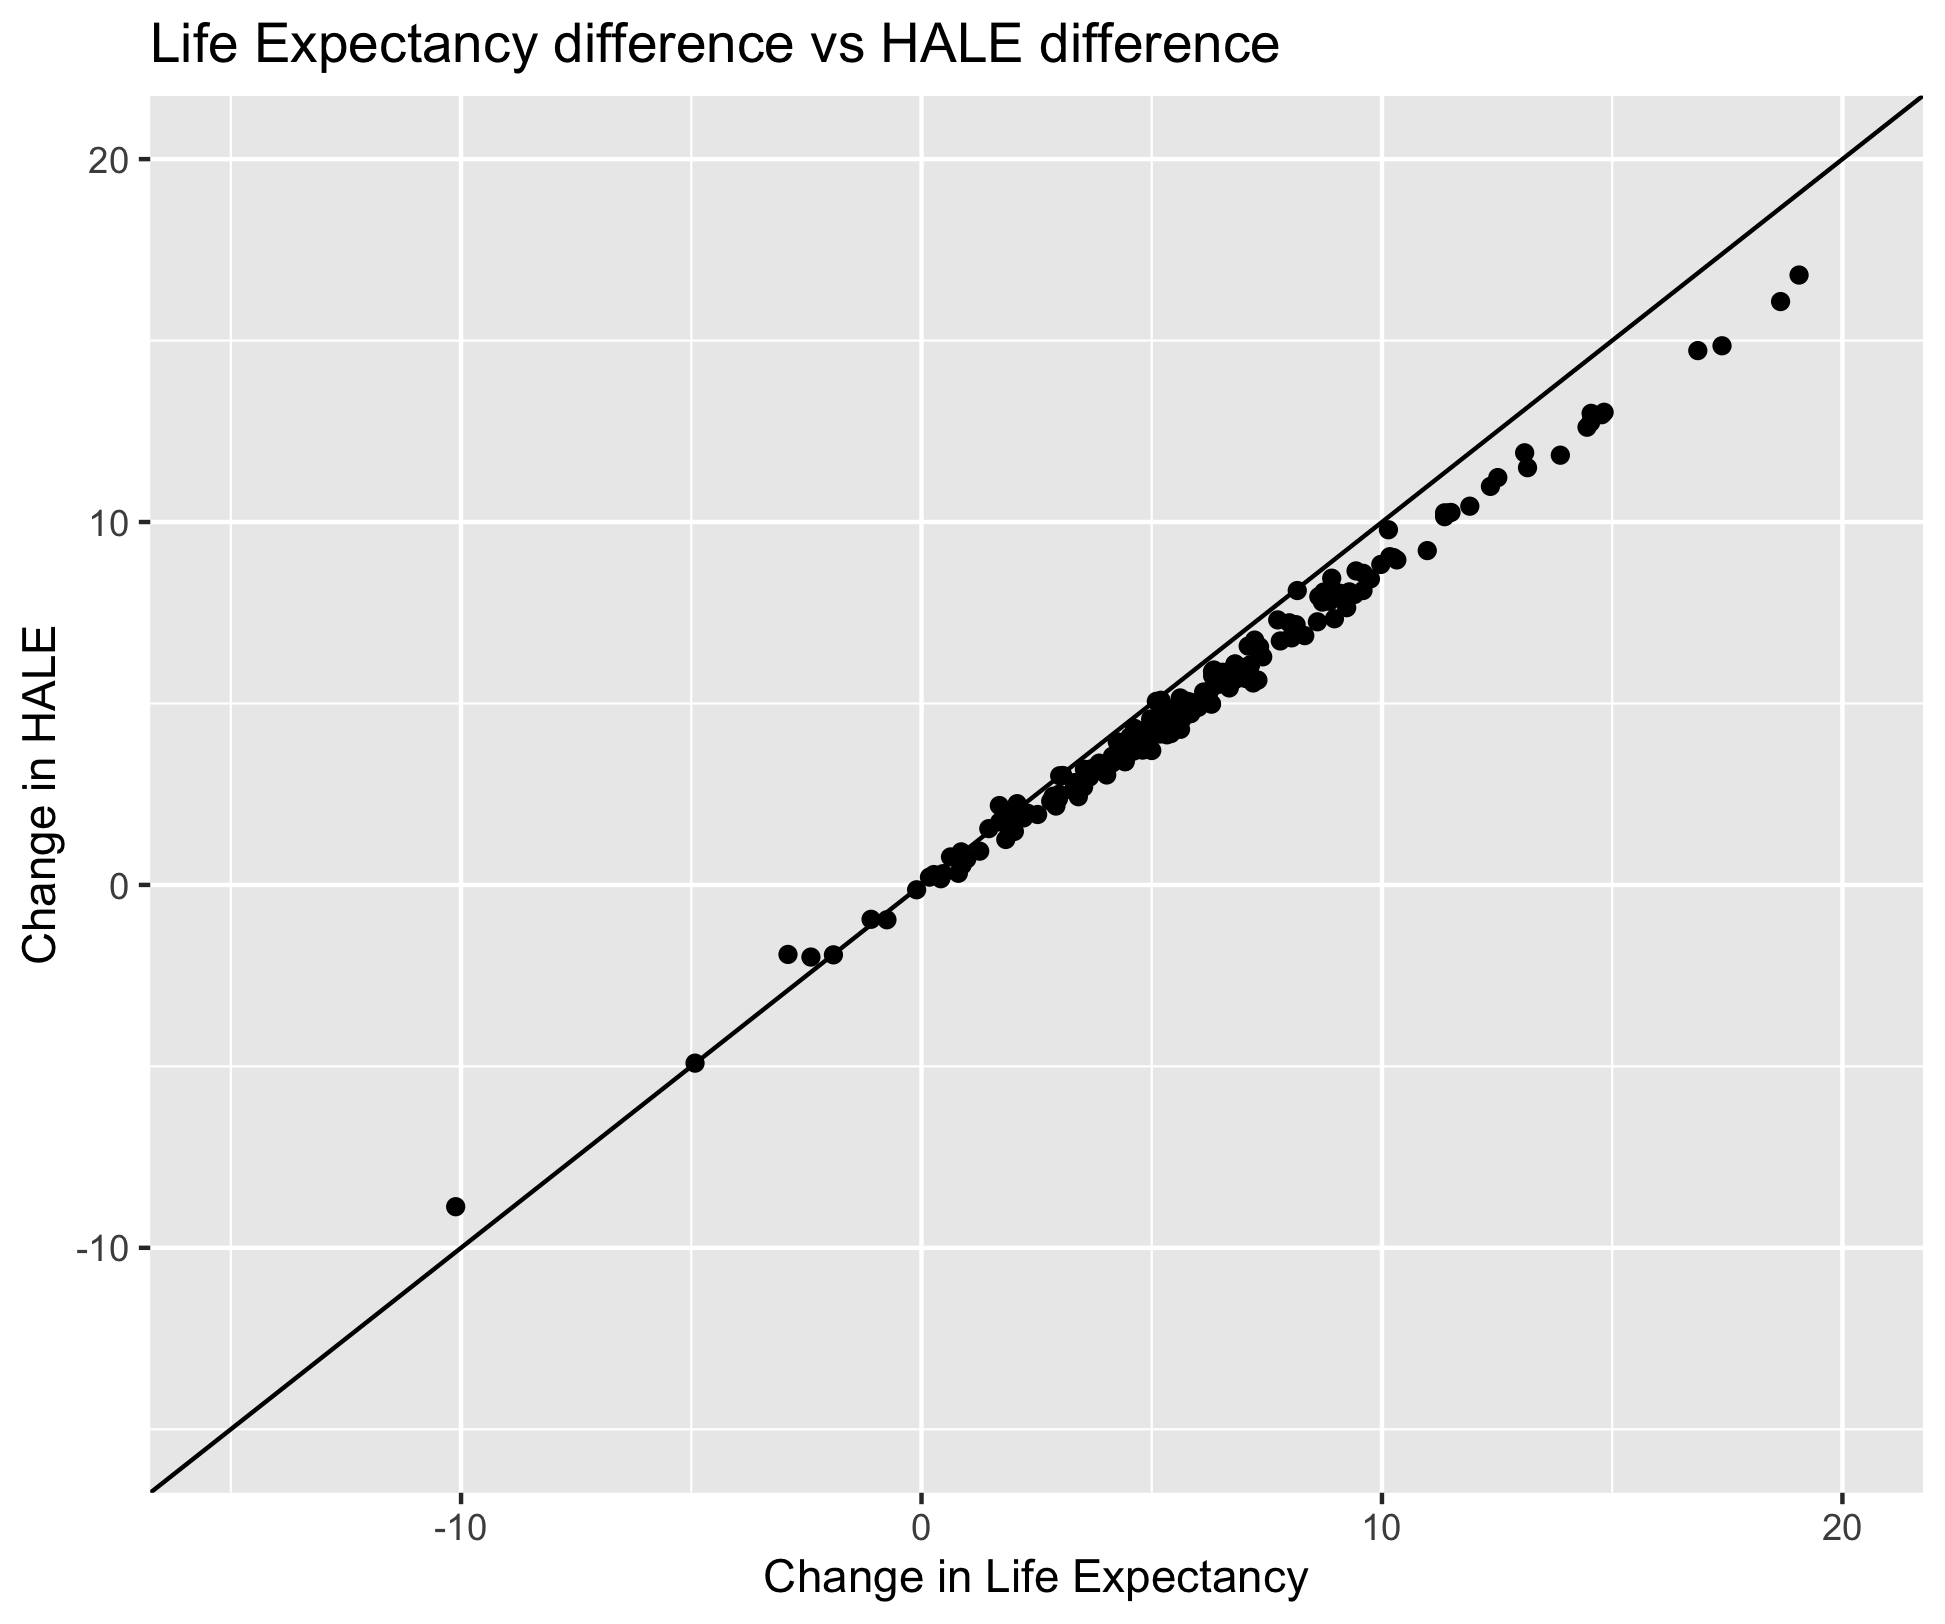 Life Expectancy difference vs HALE difference
20
10
0
-10
Change in HALE
-10 0 10 20
Change in Life Expectancy